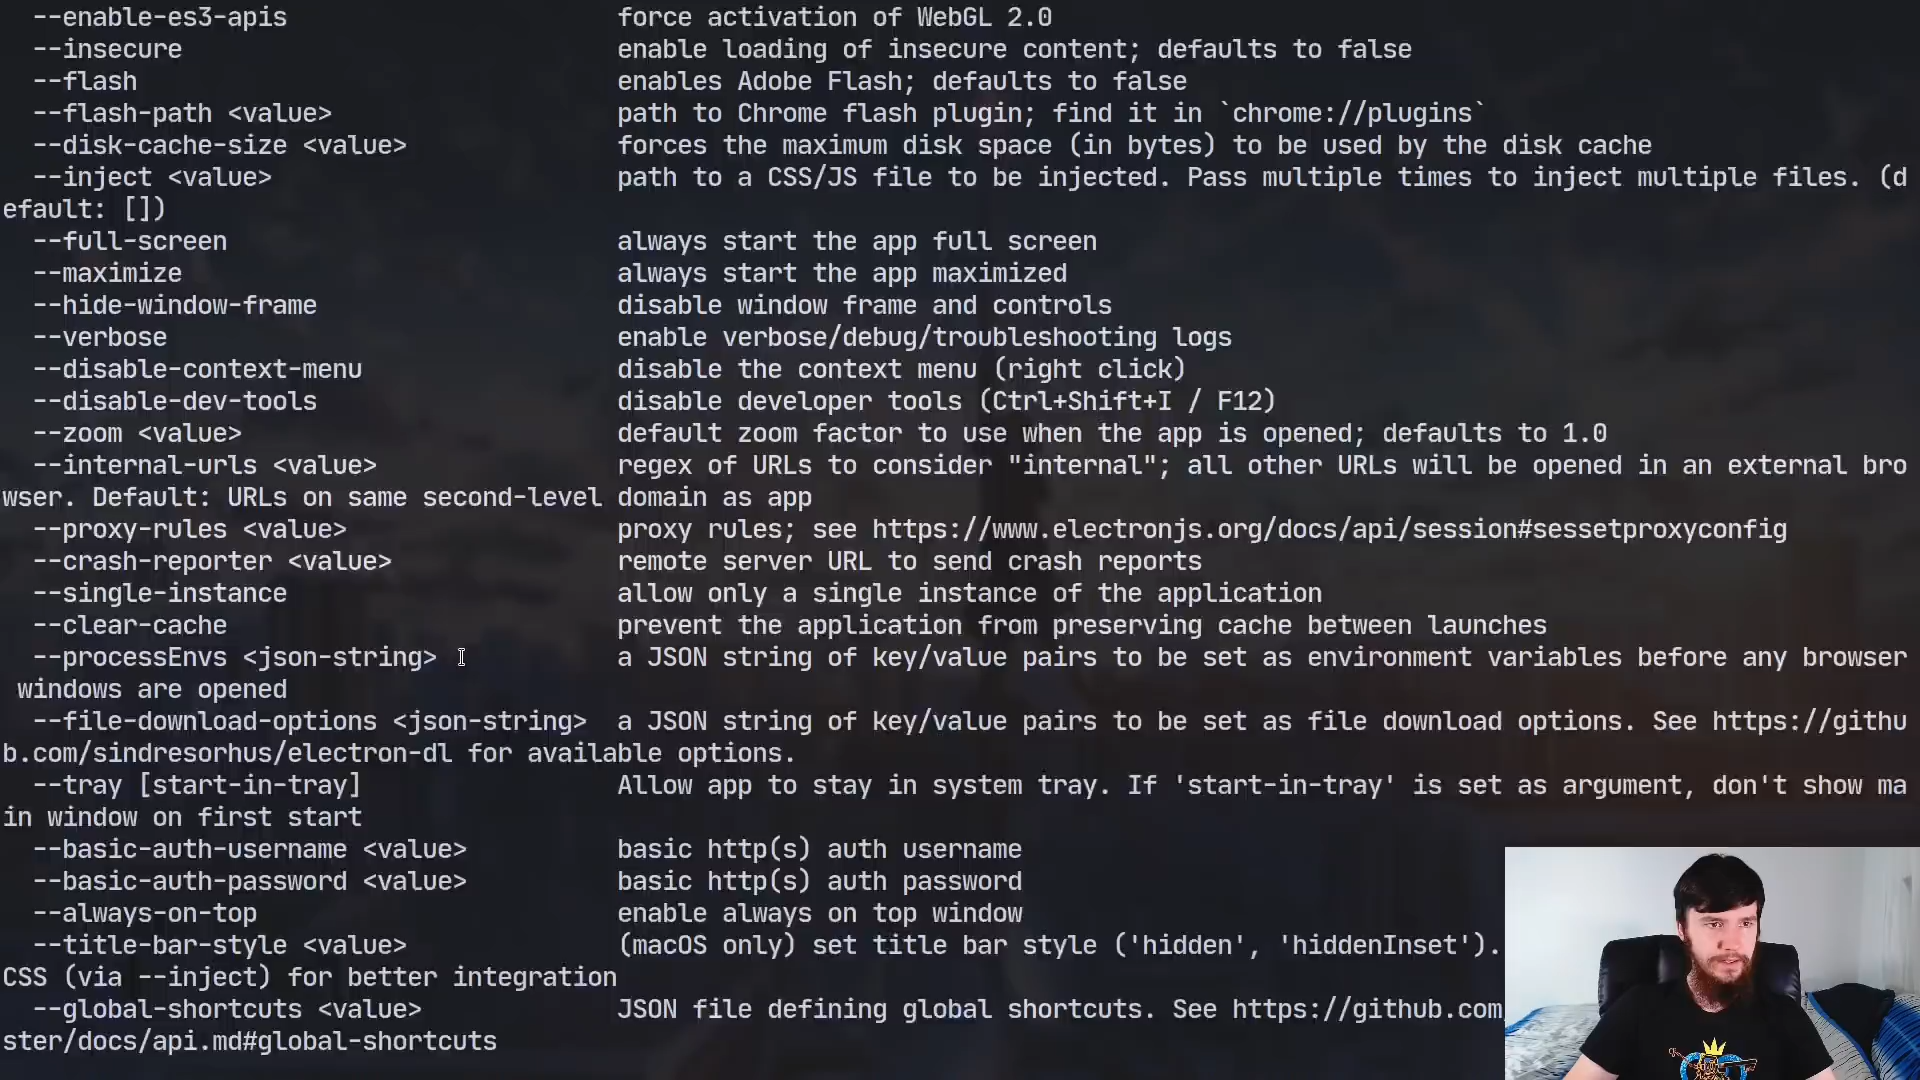 --enable-es3-apis force activation of WebGL 2.0
--insecure enable loading of insecure content; defaults to false
--flash enables Adobe Flash; defaults to false
--flash-path <value> path to Chrome flash plugin; find it in `chrome://plugins`
--disk-cache-size <value> forces the maximum disk space (in bytes) to be used by the disk cache
--inject <value> path to a CSS/JS file to be injected. Pass multiple times to inject multiple files. (d
efault: [])
--full-screen always start the app full screen
--maximize always start the app maximized
--hide-window-frame disable window frame and controls
--verbose enable verbose/debug/troubleshooting logs
--disable-context-menu disable the context menu (right click)
--disable-dev-tools disable developer tools (Ctrl+Shift+I / F12)
--zoom <value> default zoom factor to use when the app is opened; defaults to 1.0
--internal-urls <value> regex of URLs to consider "internal"; all other URLs will be opened in an external bro
wser. Default: URLs on same second-level domain as app
--proxy-rules <value> proxy rules; see https://www.electronjs.org/docs/api/session#sessetproxyconfig
--crash-reporter <value> remote server URL to send crash reports
--single-instance allow only a single instance of the application
--clear-cache prevent the application from preserving cache between launches
--processEnvs <json-string> a JSON string of key/value pairs to be set as environment variables before any browser
windows are opened
--file-download-options <json-string> a JSON string of key/value pairs to be set as file download options. See https://githu
b.com/sindresorhus/electron-dl for available options.
--tray [start-in-tray] Allow app to stay in system tray. If 'start-in-tray' is set as argument, don't show ma
in window on first start
--basic-auth-username <value> basic http(s) auth username
--basic-auth-password <value> basic http(s) auth password
--always-on-top enable always on top window
--title-bar-style <value> (macOS only) set title bar style ('hidden', 'hiddenInset').
CSS (via --inject) for better integration
--global-shortcuts <value> JSON file defining global shortcuts. See https://github.com
ster/docs/api.md#global-shortcuts